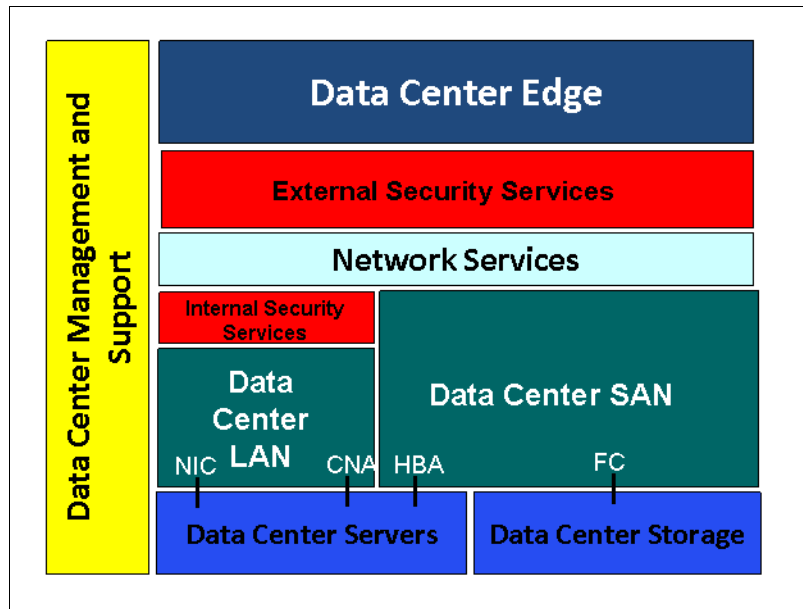 Data Center Management and
Support
Data Center Edge
External Security Services
Network Services
Internal Security
Services
Data
Center
LAN
Data Center SAN
NIC
CNA
HBA
FC
Data Center Servers
Data Center Storage